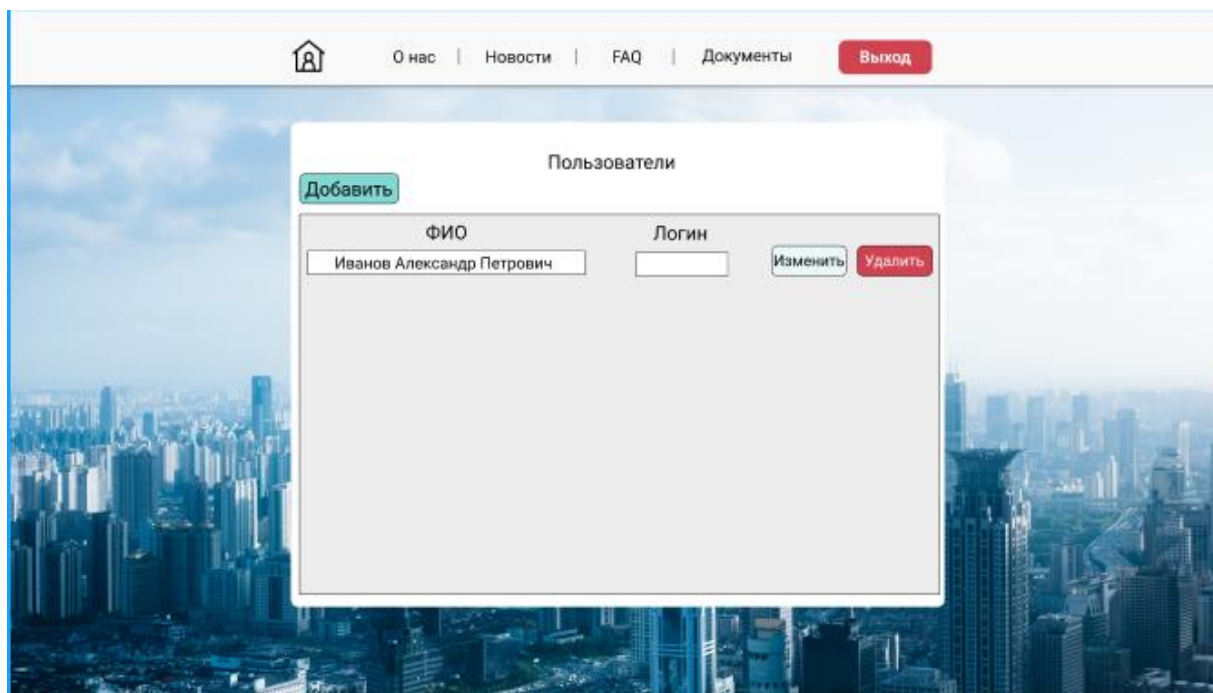 О нас | Новости | FAQ | Документы Выход
Пользователи
Добавить
ФИО Логин
Иванов Александр Петрович Изменить Удалить